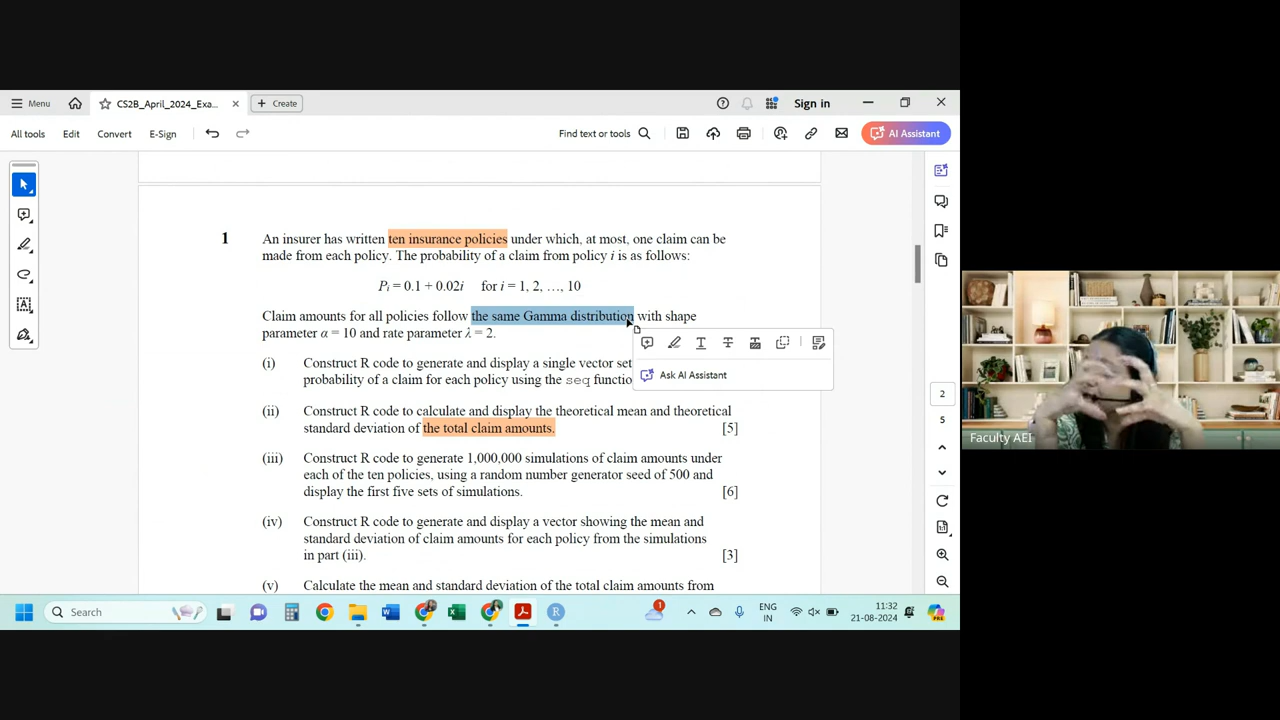 Menu
CS2B_April_2024_Exa...
Create
Sign in
All tools
Edit
Convert
E-Sign
Find text or tools
AI Assistant
1
An insurer has written ten insurance policies under which, at most, one claim can be
made from each policy. The probability of a claim from policy i is as follows:
Pᵢ = 0.1 + 0.02i for i = 1, 2, …, 10
Claim amounts for all policies follow the same Gamma distribution with shape
parameter α = 10 and rate parameter λ = 2.
(i) Construct R code to generate and display a single vector set
probability of a claim for each policy using the seq functio
Ask AI Assistant
(ii) Construct R code to calculate and display the theoretical mean and theoretical
standard deviation of the total claim amounts. [5]
(iii) Construct R code to generate 1,000,000 simulations of claim amounts under
each of the ten policies, using a random number generator seed of 500 and
display the first five sets of simulations. [6]
(iv) Construct R code to generate and display a vector showing the mean and
standard deviation of claim amounts for each policy from the simulations
in part (iii). [3]
(v) Calculate the mean and standard deviation of the total claim amounts from
2
5
Faculty AEI
Search
1
ENG
IN
11:32
21-08-2024
PRE